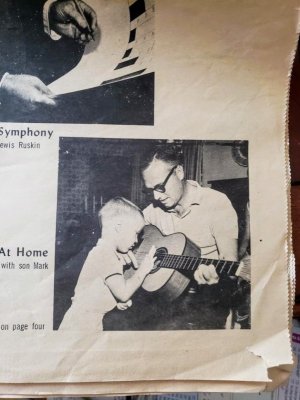 Symphony
ewis Ruskin
At Home
with son Mark
on page four